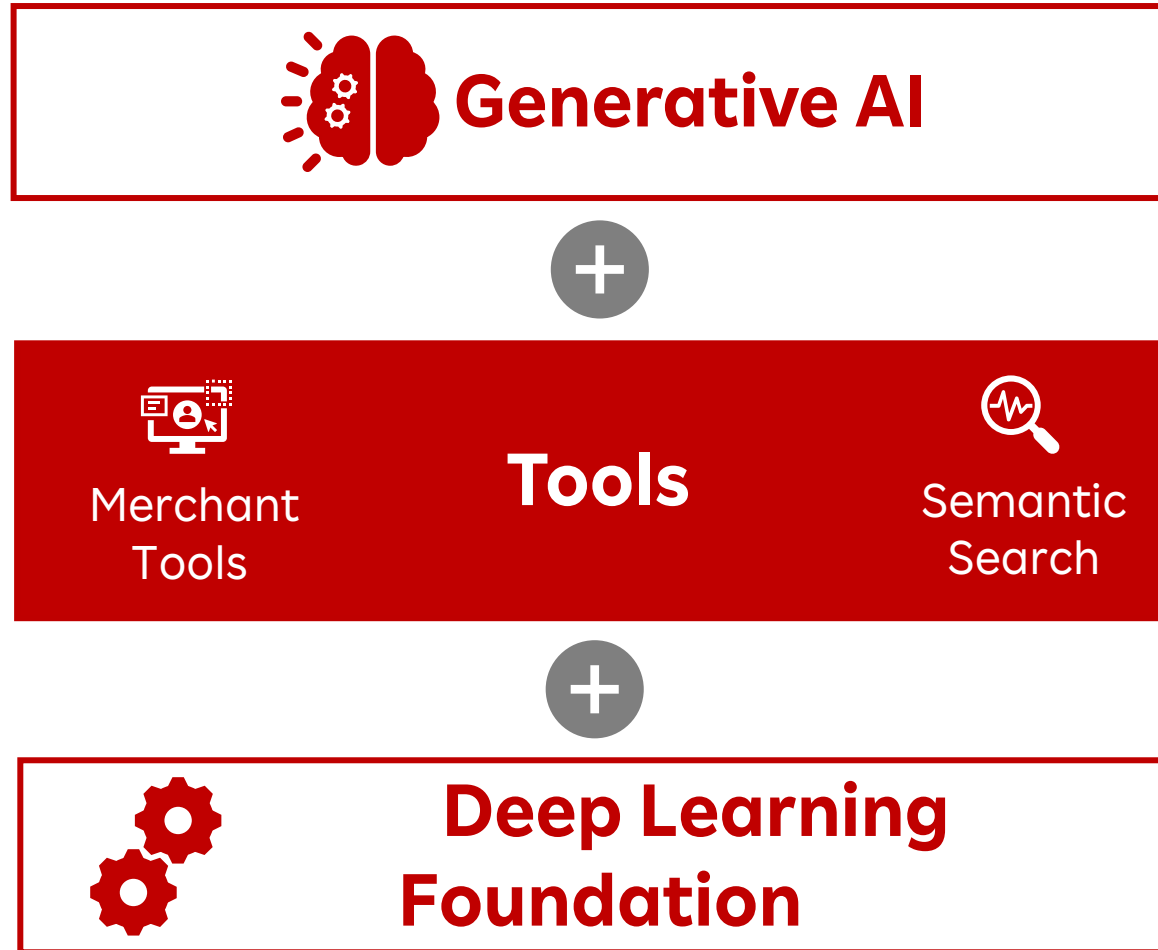 Generative AI
+
Merchant
Tools
Tools
Semantic
Search
+
Deep Learning
Foundation